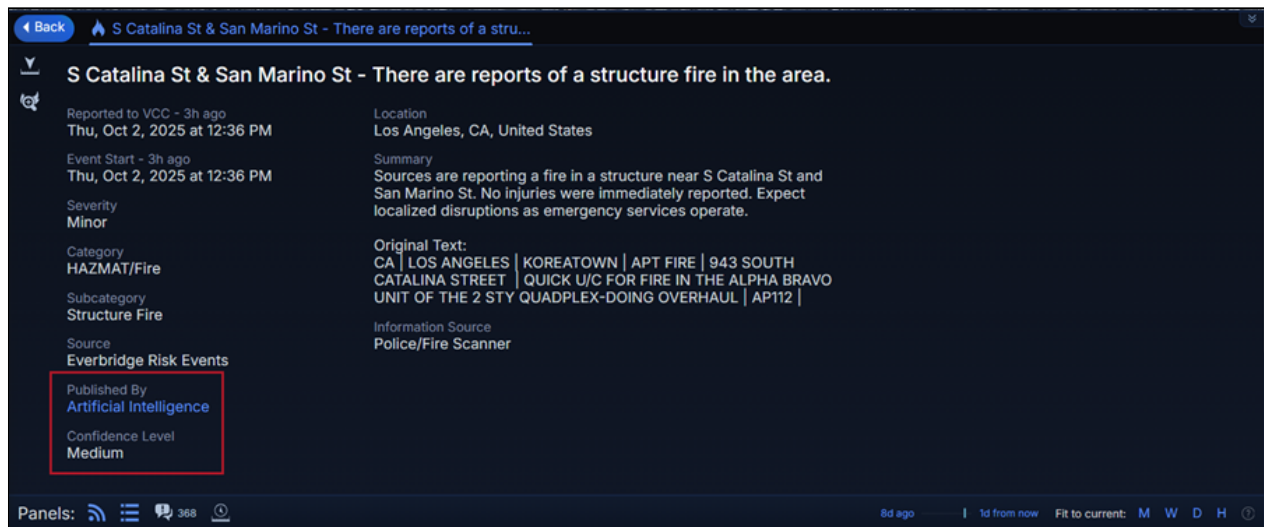 Back
S Catalina St & San Marino St - There are reports of a stru...
S Catalina St & San Marino St - There are reports of a structure fire in the area.
Reported to VCC - 3h ago
Thu, Oct 2, 2025 at 12:36 PM
Event Start - 3h ago
Thu, Oct 2, 2025 at 12:36 PM
Severity
Minor
Category
HAZMAT/Fire
Subcategory
Structure Fire
Source
Everbridge Risk Events
Published By
Artificial Intelligence
Confidence Level
Medium
Location
Los Angeles, CA, United States
Summary
Sources are reporting a fire in a structure near S Catalina St and
San Marino St. No injuries were immediately reported. Expect
localized disruptions as emergency services operate.
Original Text:
CA | LOS ANGELES | KOREATOWN | APT FIRE | 943 SOUTH
CATALINA STREET | QUICK U/C FOR FIRE IN THE ALPHA BRAVO
UNIT OF THE 2 STY QUADPLEX-DOING OVERHAUL | AP112 |
Information Source
Police/Fire Scanner
Panels: 368
8d ago 1d from now Fit to current: M W D H ?